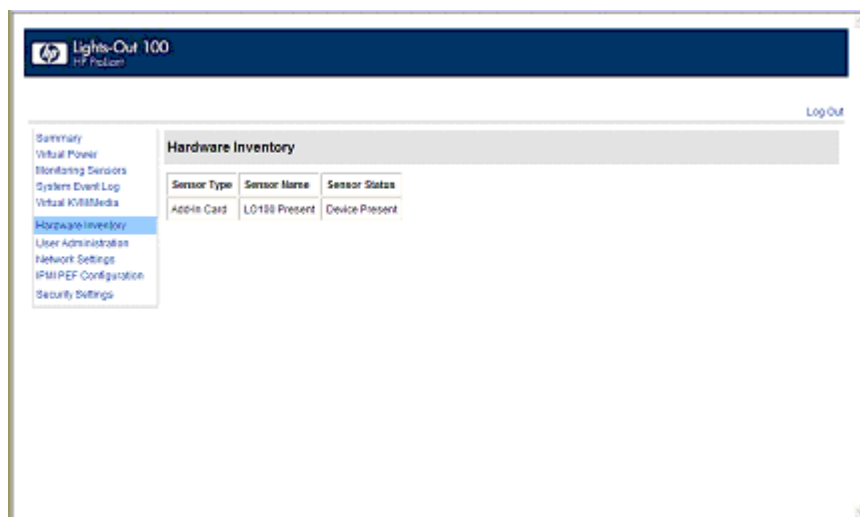 hp Lights-Out 100
HP ProLiant
Log Out
Summary
Virtual Power
Monitoring Sensors
System Event Log
Virtual KVM/Media
Hardware Inventory
User Administration
Network Settings
IPMI PEF Configuration
Security Settings
Hardware Inventory
Sensor Type Sensor Name Sensor Status
Add-in Card LO100 Present Device Present